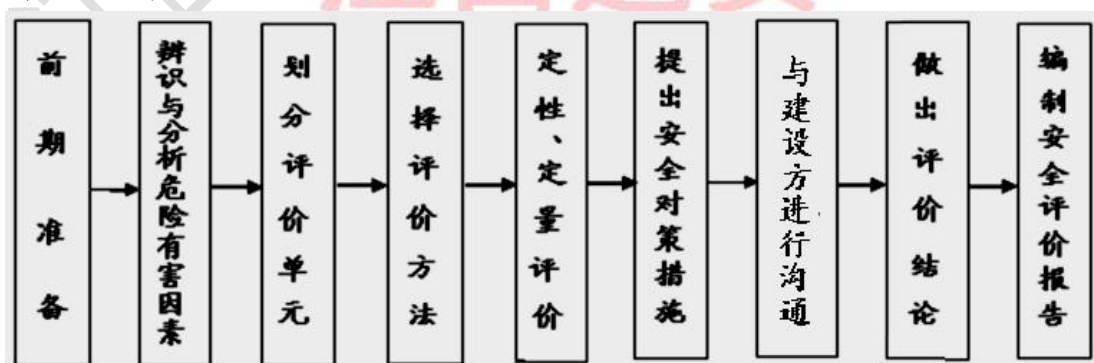 前期准备
辨识与分析危险有害因素
划分评价单元
选择评价方法
定性、定量评价
提出安全对策措施
与建设方进行沟通
做出评价结论
编制安全评价报告